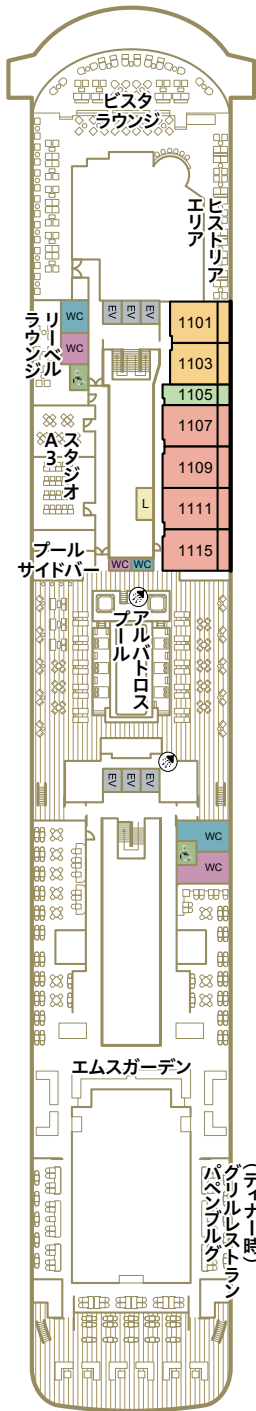 ビスタ
ラウンジ
ヒストリア
エリア
EV EV EV
1101
WC
リーベル
ラウンジ
WC
1103
1105
スタジオ
A3
1107
1109
L
1111
1115
プール
サイドバー
WC WC
アルバトロス
プール
EV EV EV
WC
WC
エムスガーデン
(ディナー時)
グリルレストラン
パペンブルグ